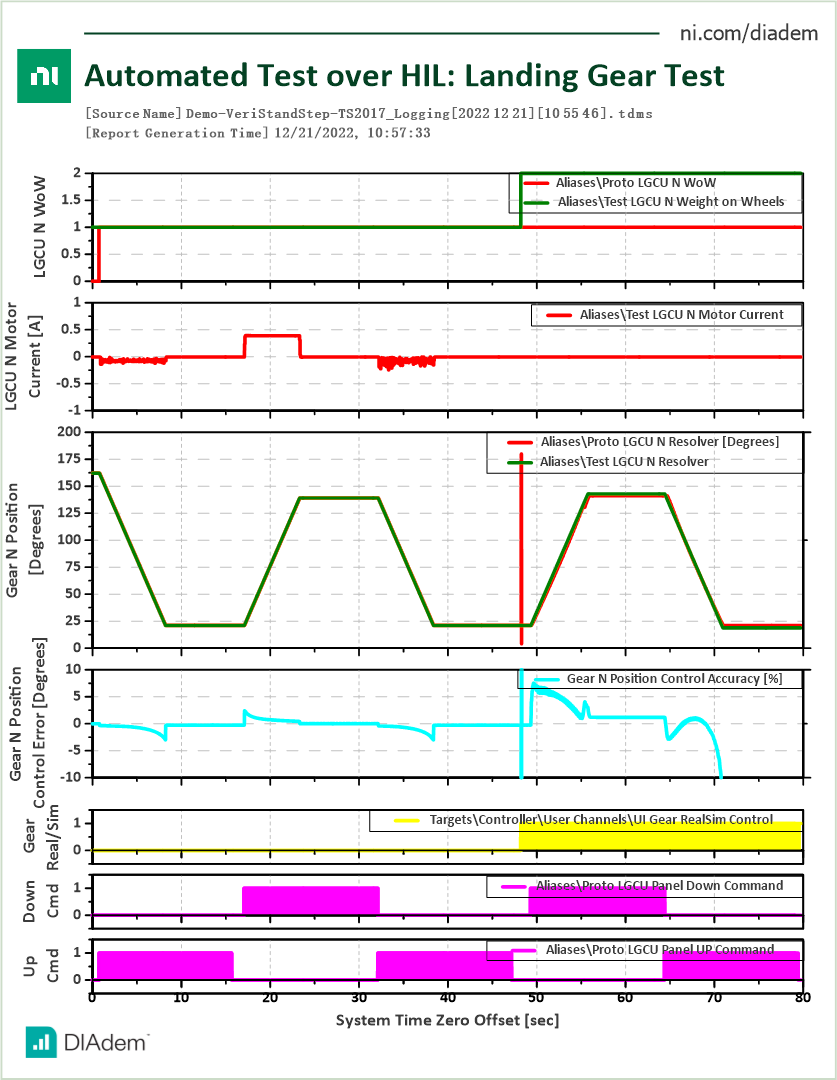 ni.com/diadem
ni
Automated Test over HIL: Landing Gear Test
[Source Name] Demo-VeriStandStep-TS2017_Logging[2022 12 21][10 55 46].tdms
[Report Generation Time] 12/21/2022, 10:57:33
LGCU N WoW
2
1.5
1
0.5
0
Aliases\Proto LGCU N WoW
Aliases\Test LGCU N Weight on Wheels
LGCU N Motor
Current [A]
1
0.5
0
-0.5
-1
Aliases\Test LGCU N Motor Current
Gear N Position
[Degrees]
200
175
150
125
100
75
50
25
0
Aliases\Proto LGCU N Resolver [Degrees]
Aliases\Test LGCU N Resolver
Gear N Position
Control Error [Degrees]
10
5
0
-5
-10
Gear N Position Control Accuracy [%]
Gear
Real/Sim
1
0
Targets\Controller\User Channels\UI Gear RealSim Control
Down
Cmd
1
0
Aliases\Proto LGCU Panel Down Command
Up
Cmd
1
0
Aliases\Proto LGCU Panel UP Command
0 10 20 30 40 50 60 70 80
System Time Zero Offset [sec]
DIAdem™